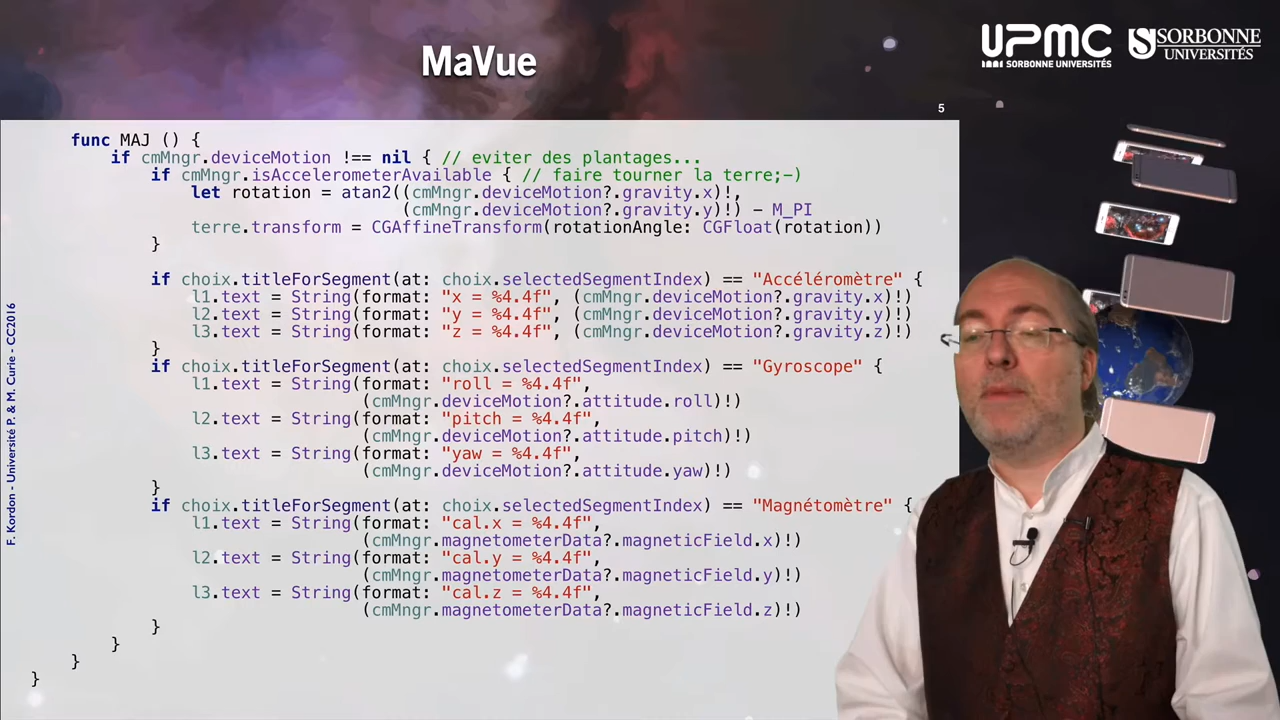 MaVue
UPMC
SORBONNE UNIVERSITÉS
SORBONNE
UNIVERSITÉS
5
func MAJ () {
if cmMngr.deviceMotion !== nil { // eviter des plantages...
if cmMngr.isAccelerometerAvailable { // faire tourner la terre;-)
let rotation = atan2((cmMngr.deviceMotion?.gravity.x)!,
(cmMngr.deviceMotion?.gravity.y)!) - M_PI
terre.transform = CGAffineTransform(rotationAngle: CGFloat(rotation))
}
if choix.titleForSegment(at: choix.selectedSegmentIndex) == "Accéléromètre" {
l1.text = String(format: "x = %4.4f", (cmMngr.deviceMotion?.gravity.x)!)
l2.text = String(format: "y = %4.4f", (cmMngr.deviceMotion?.gravity.y)!)
l3.text = String(format: "z = %4.4f", (cmMngr.deviceMotion?.gravity.z)!)
}
if choix.titleForSegment(at: choix.selectedSegmentIndex) == "Gyroscope" {
l1.text = String(format: "roll = %4.4f",
(cmMngr.deviceMotion?.attitude.roll)!)
l2.text = String(format: "pitch = %4.4f",
(cmMngr.deviceMotion?.attitude.pitch)!)
l3.text = String(format: "yaw = %4.4f",
(cmMngr.deviceMotion?.attitude.yaw)!)
}
if choix.titleForSegment(at: choix.selectedSegmentIndex) == "Magnétomètre" {
l1.text = String(format: "cal.x = %4.4f",
(cmMngr.magnetometerData?.magneticField.x)!)
l2.text = String(format: "cal.y = %4.4f",
(cmMngr.magnetometerData?.magneticField.y)!)
l3.text = String(format: "cal.z = %4.4f",
(cmMngr.magnetometerData?.magneticField.z)!)
}
}
}
}
F. Kordon - Université P. & M. Curie - CC2016